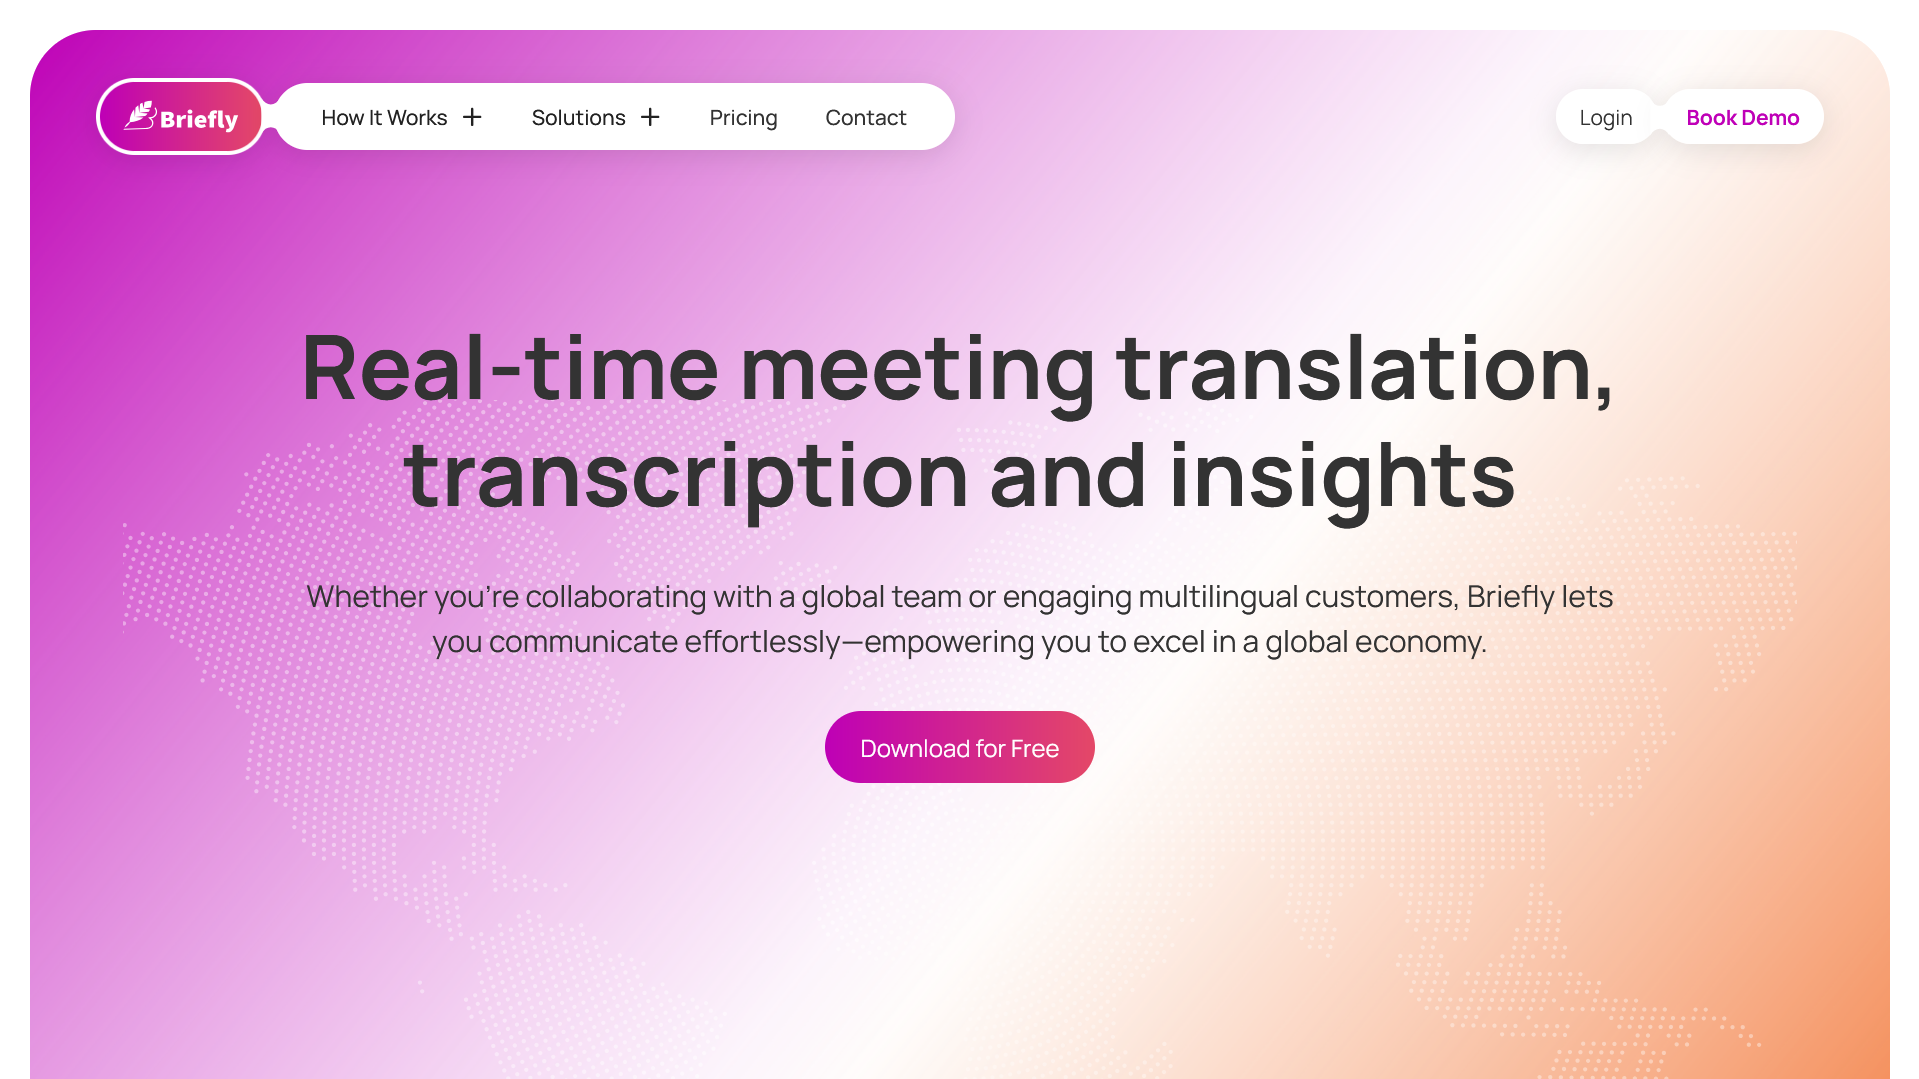 Briefly
How It Works
Solutions
Pricing
Contact
Login
Book Demo
Real-time meeting translation,
transcription and insights
Whether you’re collaborating with a global team or engaging multilingual customers, Briefly lets
you communicate effortlessly—empowering you to excel in a global economy.
Download for Free